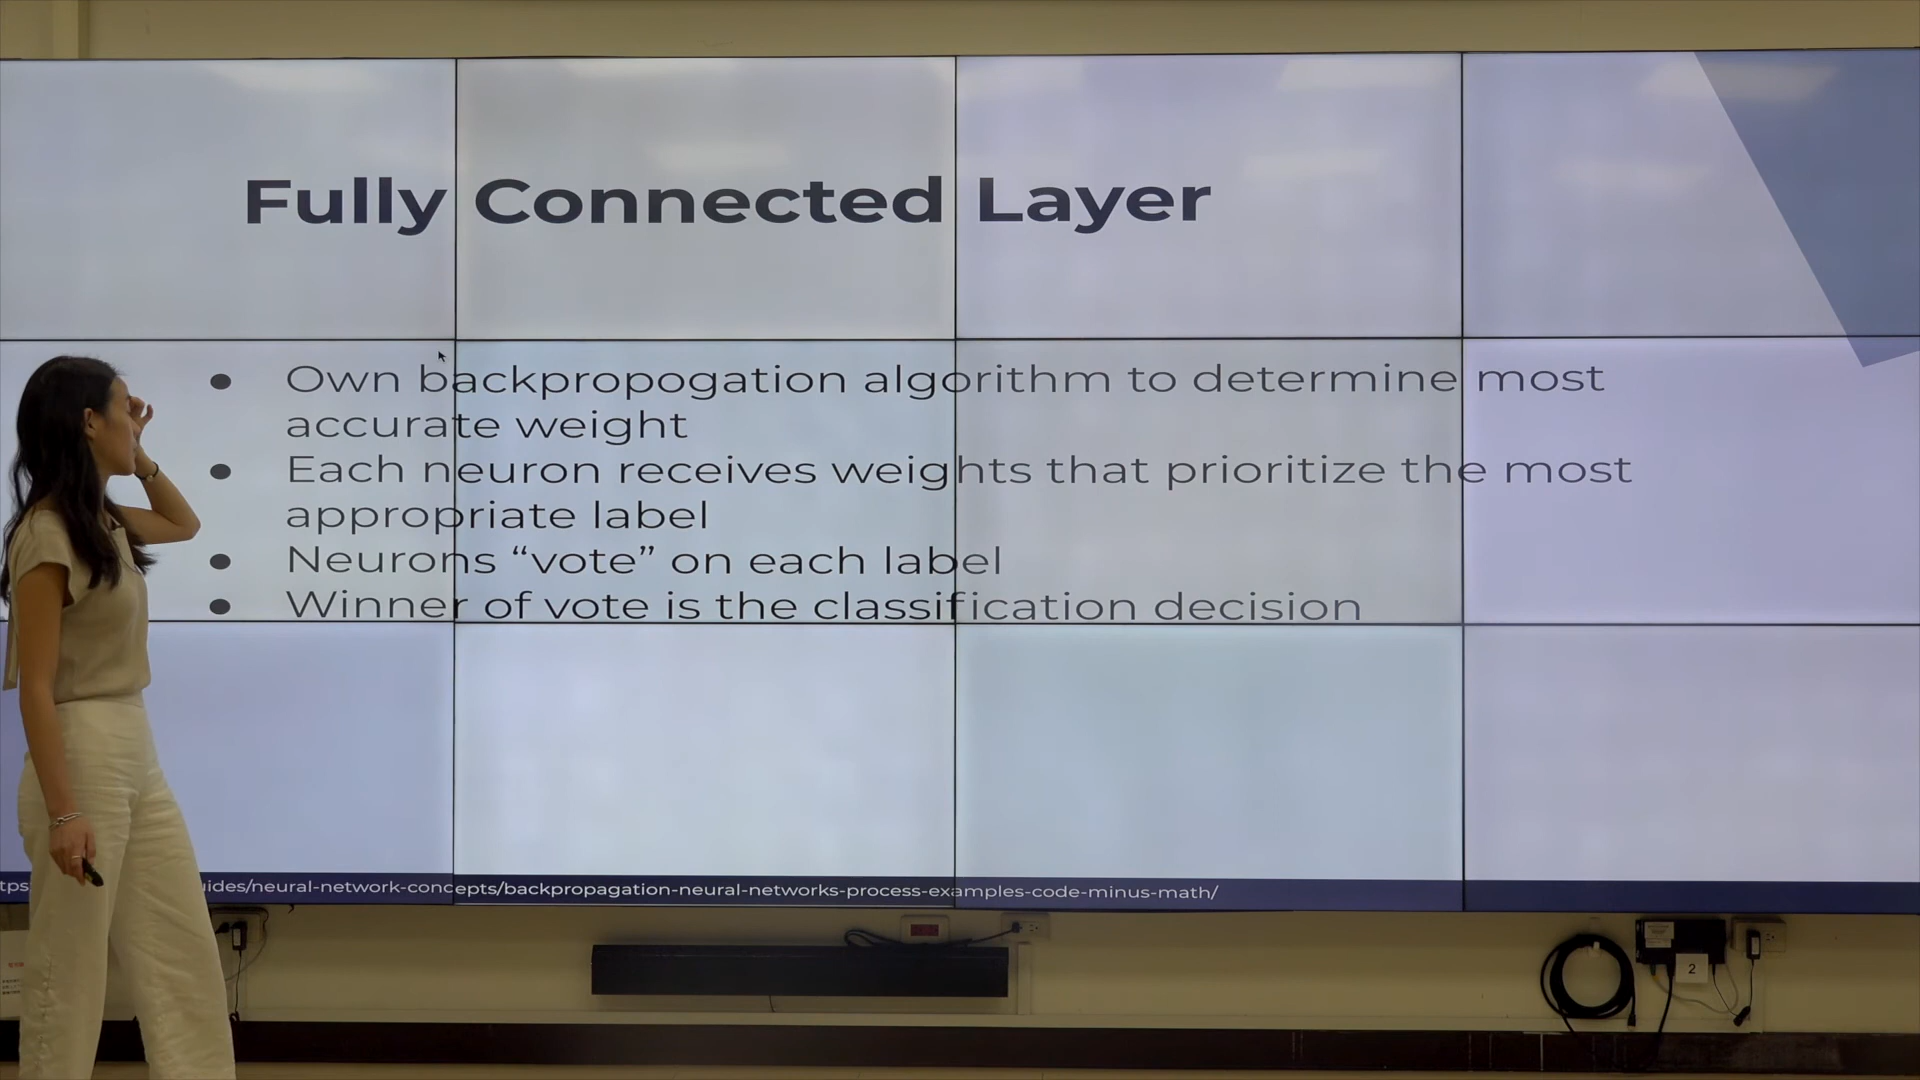 Fully Connected Layer
● Own backpropogation algorithm to determine most
accurate weight
● Each neuron receives weights that prioritize the most
appropriate label
● Neurons “vote” on each label
● Winner of vote is the classification decision
tps ides/neural-network-concepts/backpropagation-neural-networks-process-examples-code-minus-math/
2